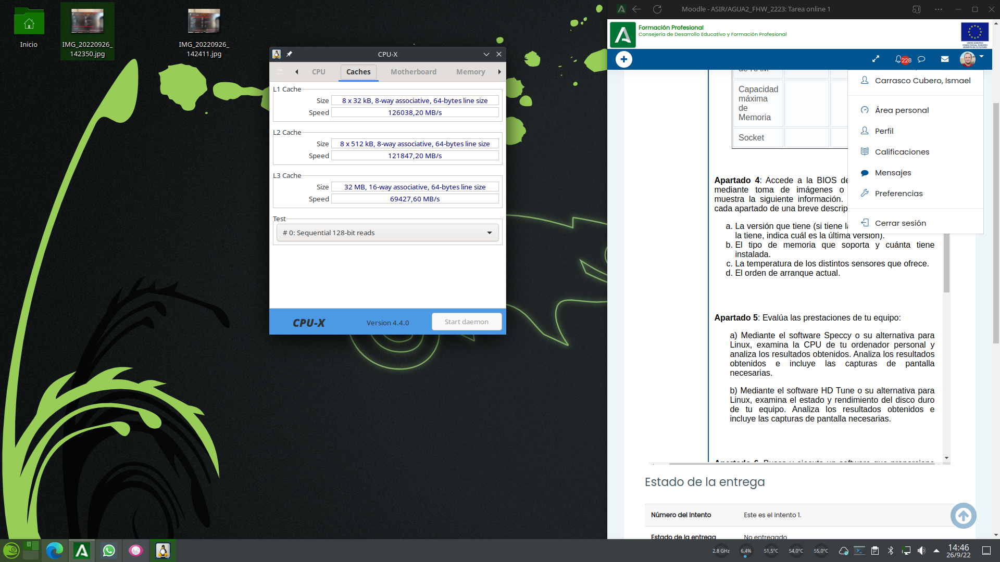 Inicio
IMG_20220926_
142350.jpg
IMG_20220926_
142411.jpg
CPU-X
CPU
Caches
Motherboard
Memory
L1 Cache
Size
8 x 32 kB, 8-way associative, 64-bytes line size
Speed
126038,20 MB/s
L2 Cache
Size
8 x 512 kB, 8-way associative, 64-bytes line size
Speed
121847,20 MB/s
L3 Cache
Size
32 MB, 16-way associative, 64-bytes line size
Speed
69427,60 MB/s
Test
# 0: Sequential 128-bit reads
CPU-X
Version 4.4.0
Start daemon
Moodle - ASIR/AGUA2_FHW_2223: Tarea online 1
Formación Profesional
Consejería de Desarrollo Educativo y Formación Profesional
228
de RAM
Capacidad
máxima
de
Memoria
Socket
Carrasco Cubero, Ismael
Área personal
Perfil
Calificaciones
Mensajes
Preferencias
Cerrar sesión
Apartado 4: Accede a la BIOS de
mediante toma de imágenes o
muestra la siguiente información.
cada apartado de una breve descrip
a. La versión que tiene (si tiene la
la tiene, indica cuál es la última versión).
b. El tipo de memoria que soporta y cuánta tiene
instalada.
c. La temperatura de los distintos sensores que ofrece.
d. El orden de arranque actual.
Apartado 5: Evalúa las prestaciones de tu equipo:
a) Mediante el software Speccy o su alternativa para
Linux, examina la CPU de tu ordenador personal y
analiza los resultados obtenidos. Analiza los resultados
obtenidos e incluye las capturas de pantalla
necesarias.
b) Mediante el software HD Tune o su alternativa para
Linux, examina el estado y rendimiento del disco duro
de tu equipo. Analiza los resultados obtenidos e
incluye las capturas de pantalla necesarias.
Apartado 6: Busca y ejecuta un software que proporcione
Estado de la entrega
Número del intento
Este es el intento 1.
Estado de la entrega
No entregado
2,8 GHz
6,4%
51,5°C
54,0°C
55,0°C
14:46
26/9/22